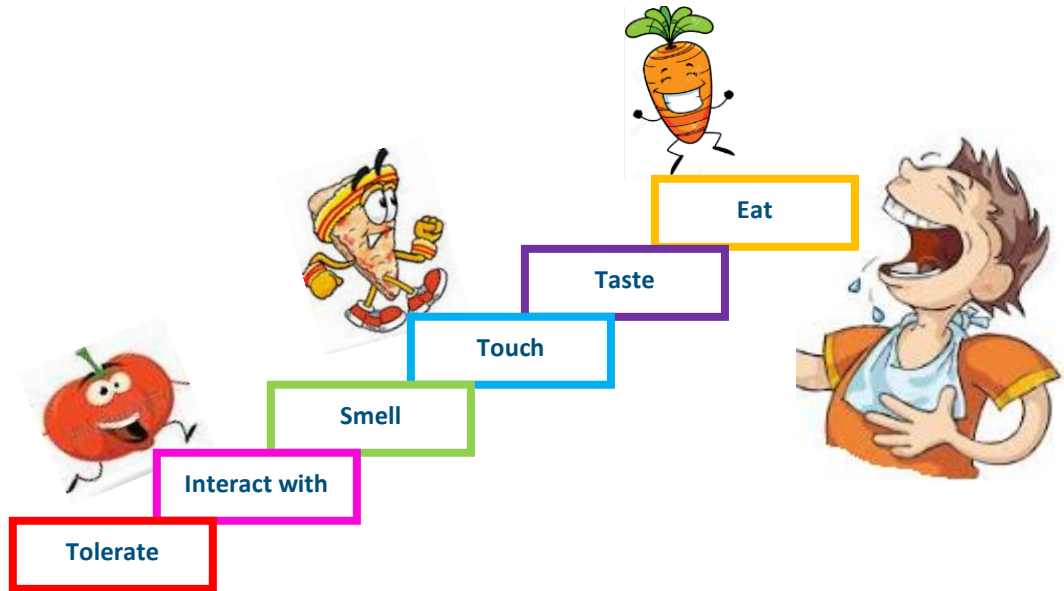 Eat
Taste
Touch
Smell
Interact with
Tolerate